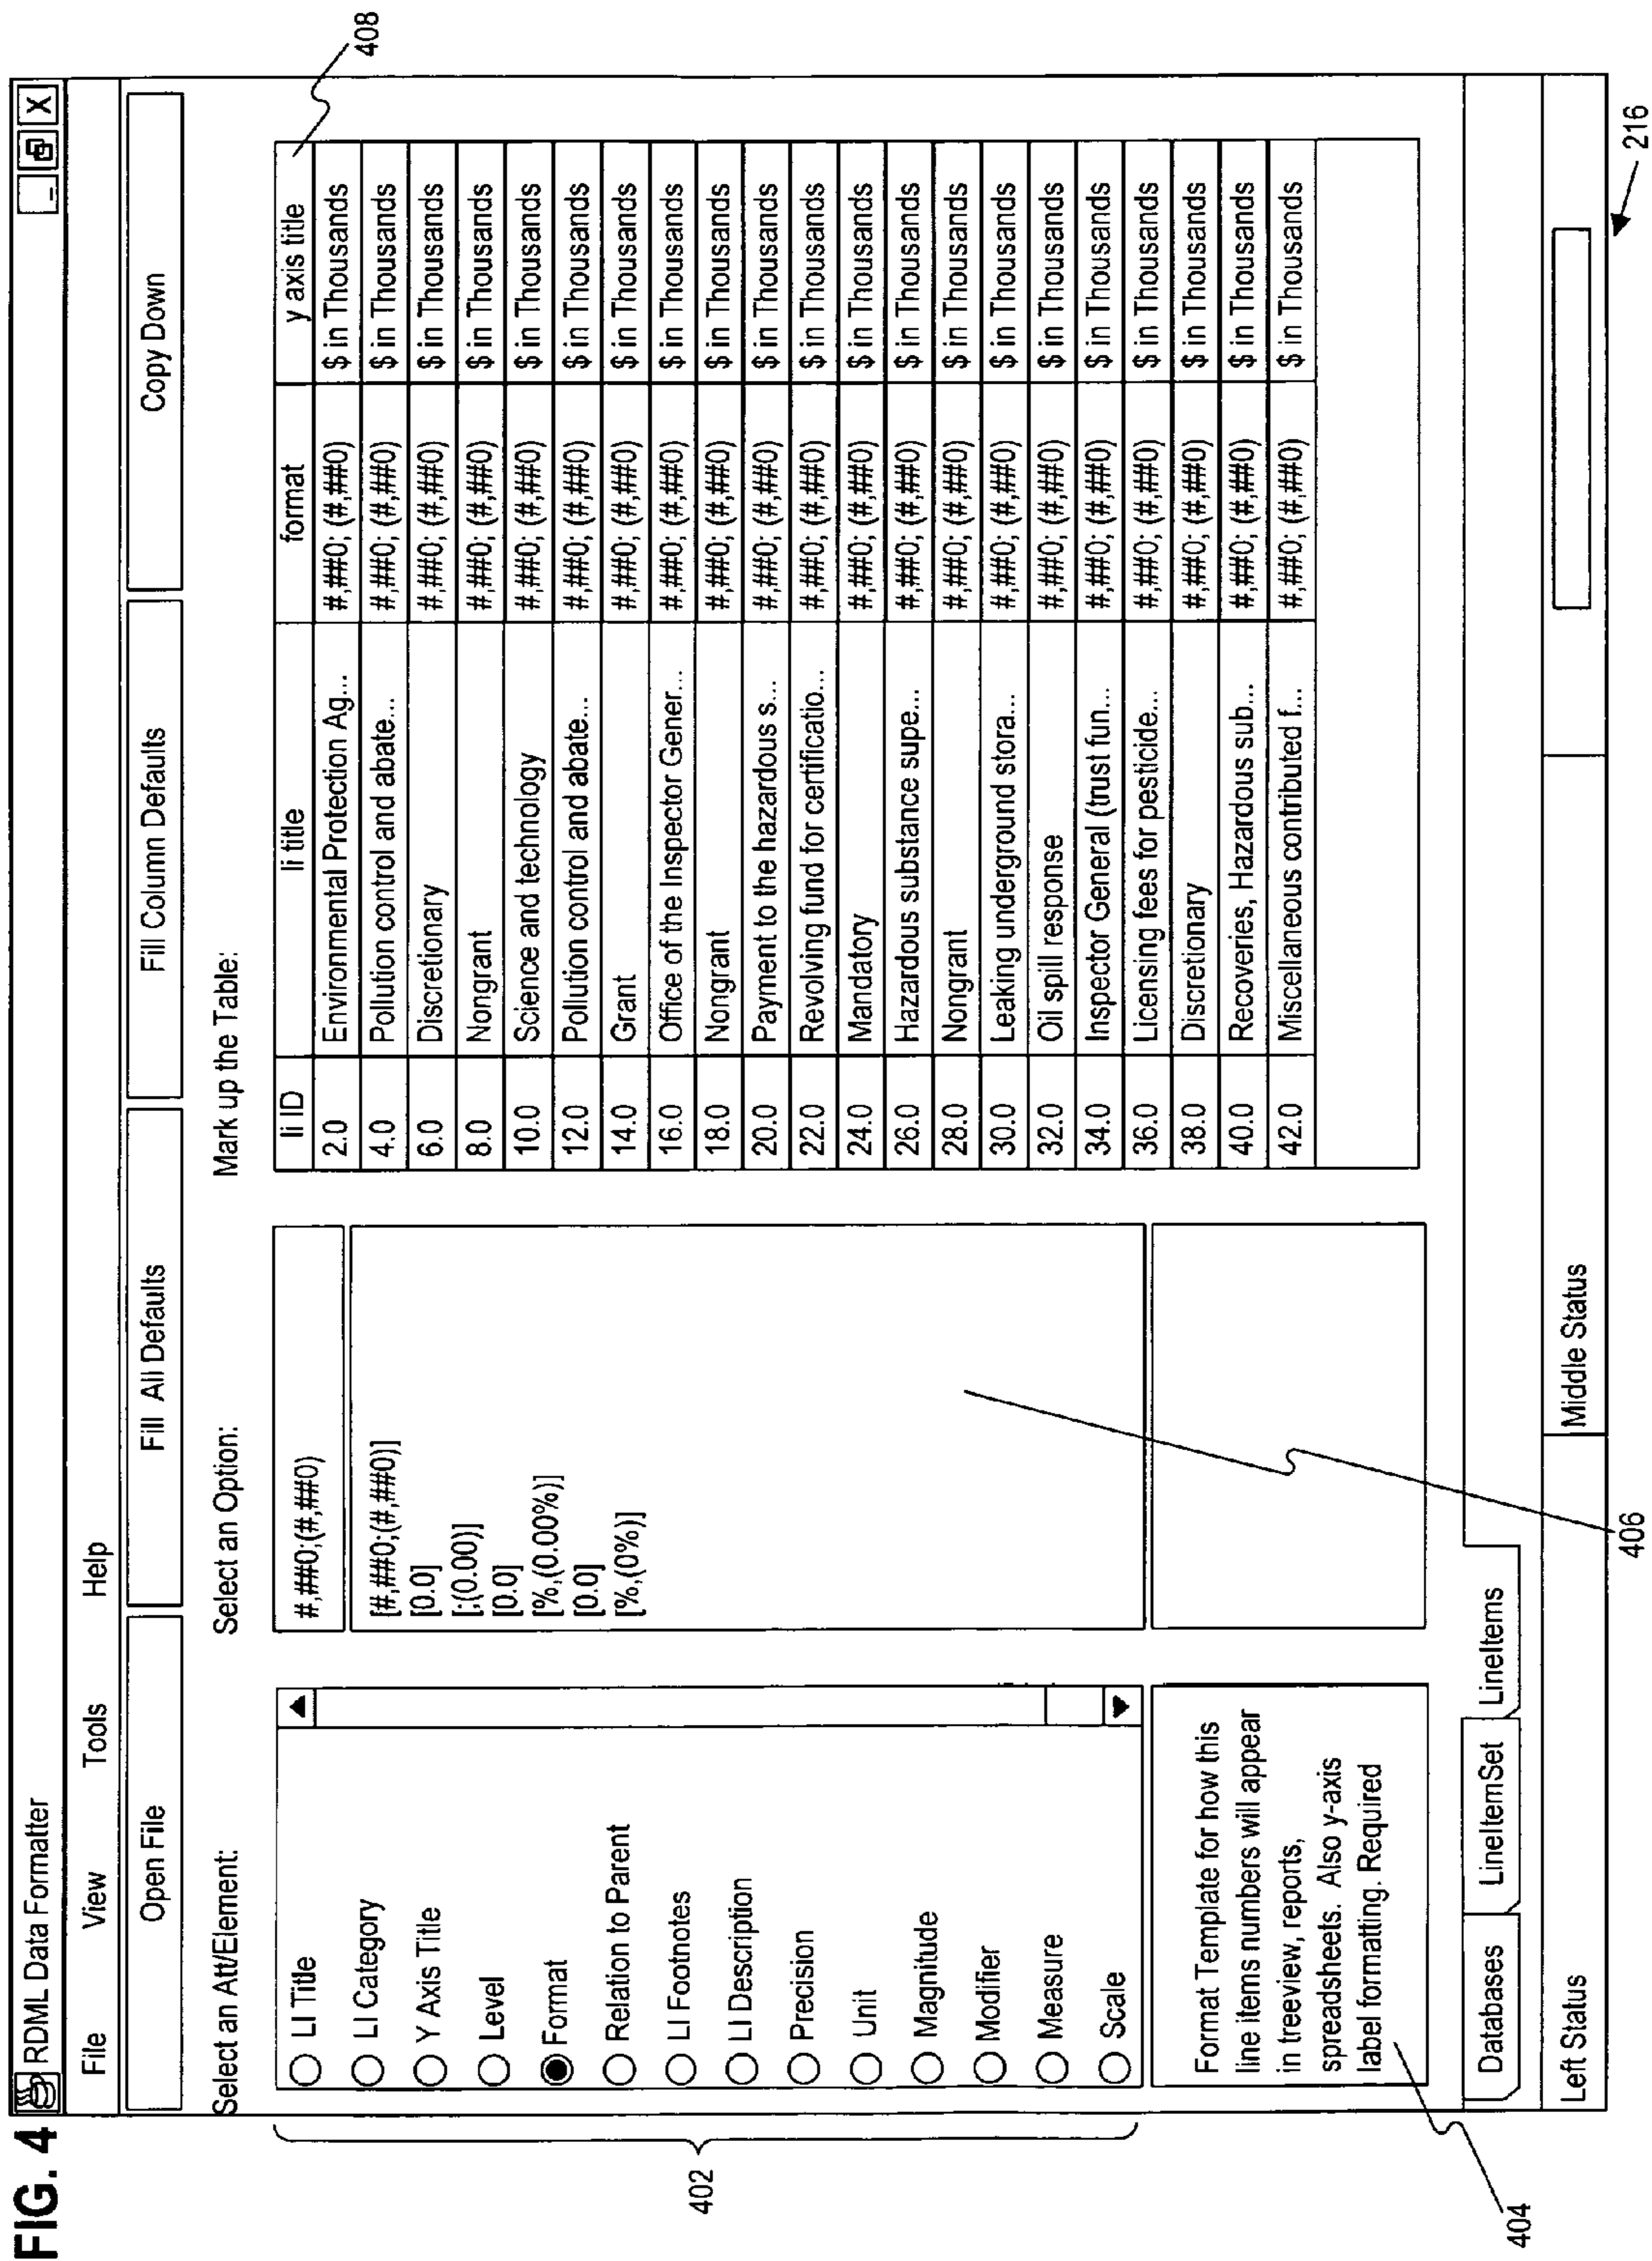 FIG. 4
RDML Data Formatter
_ X
File View Tools Help
Open File Fill All Defaults Fill Column Defaults Copy Down
Select an Att/Element:
LI Title
LI Category
Y Axis Title
Level
Format
Relation to Parent
LI Footnotes
LI Description
Precision
Unit
Magnitude
Modifier
Measure
Scale
402
Format Template for how this
line items numbers will appear
in treeview, reports,
spreadsheets. Also y-axis
label formatting. Required
404
Select an Option:
#,##0;(#,##0)
[#,##0;(#,##0)]
[0.0]
[;(0.00)]
[0.0]
[%,(0.00%)]
[0.0]
[%,(0%)]
406
Mark up the Table:
li ID li title format y axis title
2.0 Environmental Protection Ag... #,##0; (#,##0) $ in Thousands
4.0 Pollution control and abate... #,##0; (#,##0) $ in Thousands
6.0 Discretionary #,##0; (#,##0) $ in Thousands
8.0 Nongrant #,##0; (#,##0) $ in Thousands
10.0 Science and technology #,##0; (#,##0) $ in Thousands
12.0 Pollution control and abate... #,##0; (#,##0) $ in Thousands
14.0 Grant #,##0; (#,##0) $ in Thousands
16.0 Office of the Inspector Gener... #,##0; (#,##0) $ in Thousands
18.0 Nongrant #,##0; (#,##0) $ in Thousands
20.0 Payment to the hazardous s... #,##0; (#,##0) $ in Thousands
22.0 Revolving fund for certificatio... #,##0; (#,##0) $ in Thousands
24.0 Mandatory #,##0; (#,##0) $ in Thousands
26.0 Hazardous substance supe... #,##0; (#,##0) $ in Thousands
28.0 Nongrant #,##0; (#,##0) $ in Thousands
30.0 Leaking underground stora... #,##0; (#,##0) $ in Thousands
32.0 Oil spill response #,##0; (#,##0) $ in Thousands
34.0 Inspector General (trust fun... #,##0; (#,##0) $ in Thousands
36.0 Licensing fees for pesticide... #,##0; (#,##0) $ in Thousands
38.0 Discretionary #,##0; (#,##0) $ in Thousands
40.0 Recoveries, Hazardous sub... #,##0; (#,##0) $ in Thousands
42.0 Miscellaneous contributed f... #,##0; (#,##0) $ in Thousands
408
Databases LineItemSet LineItems
Left Status Middle Status
216